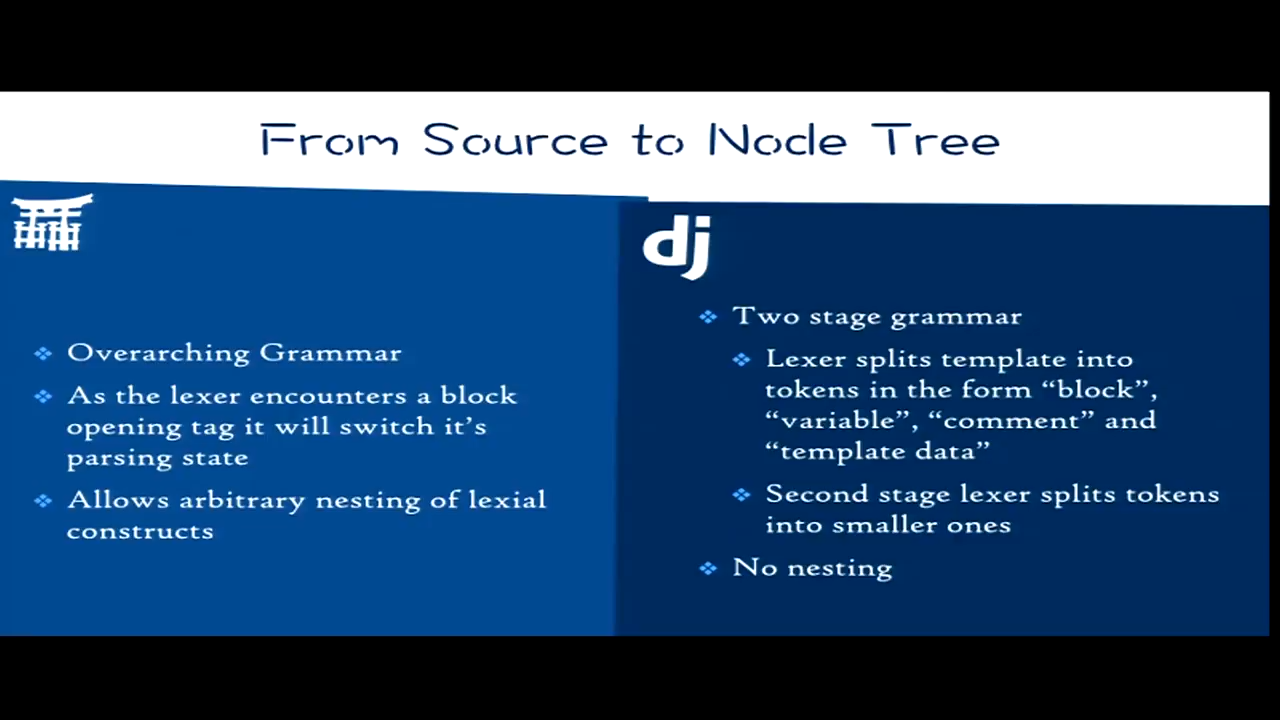 From Source to Node Tree
Overarching Grammar
As the lexer encounters a block
opening tag it will switch it’s
parsing state
Allows arbitrary nesting of lexial
constructs
dj
Two stage grammar
Lexer splits template into
tokens in the form “block”,
“variable”, “comment” and
“template data”
Second stage lexer splits tokens
into smaller ones
No nesting